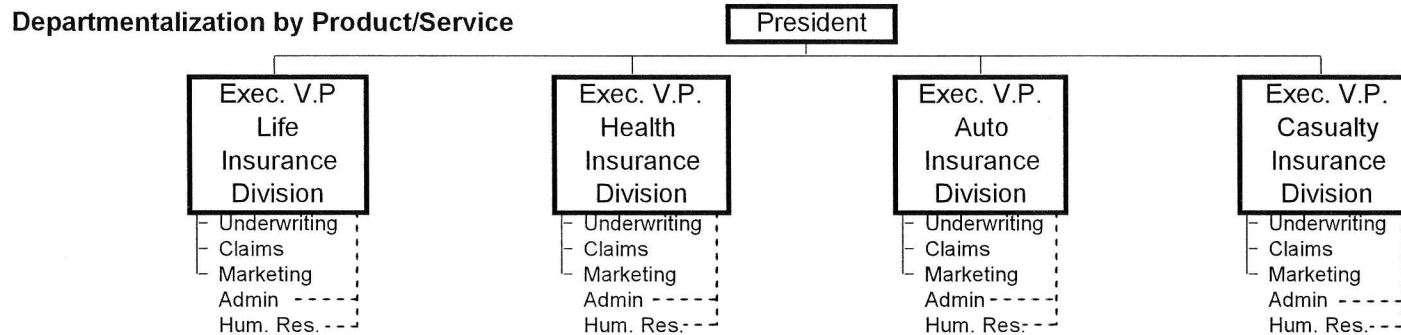 Departmentalization by Product/Service
President
Exec. V.P
Life
Insurance
Division
Underwriting
Claims
Marketing
Admin
Hum. Res.
Exec. V.P.
Health
Insurance
Division
Underwriting
Claims
Marketing
Admin
Hum. Res.
Exec. V.P.
Auto
Insurance
Division
Underwriting
Claims
Marketing
Admin
Hum. Res.
Exec. V.P.
Casualty
Insurance
Division
Underwriting
Claims
Marketing
Admin
Hum. Res.